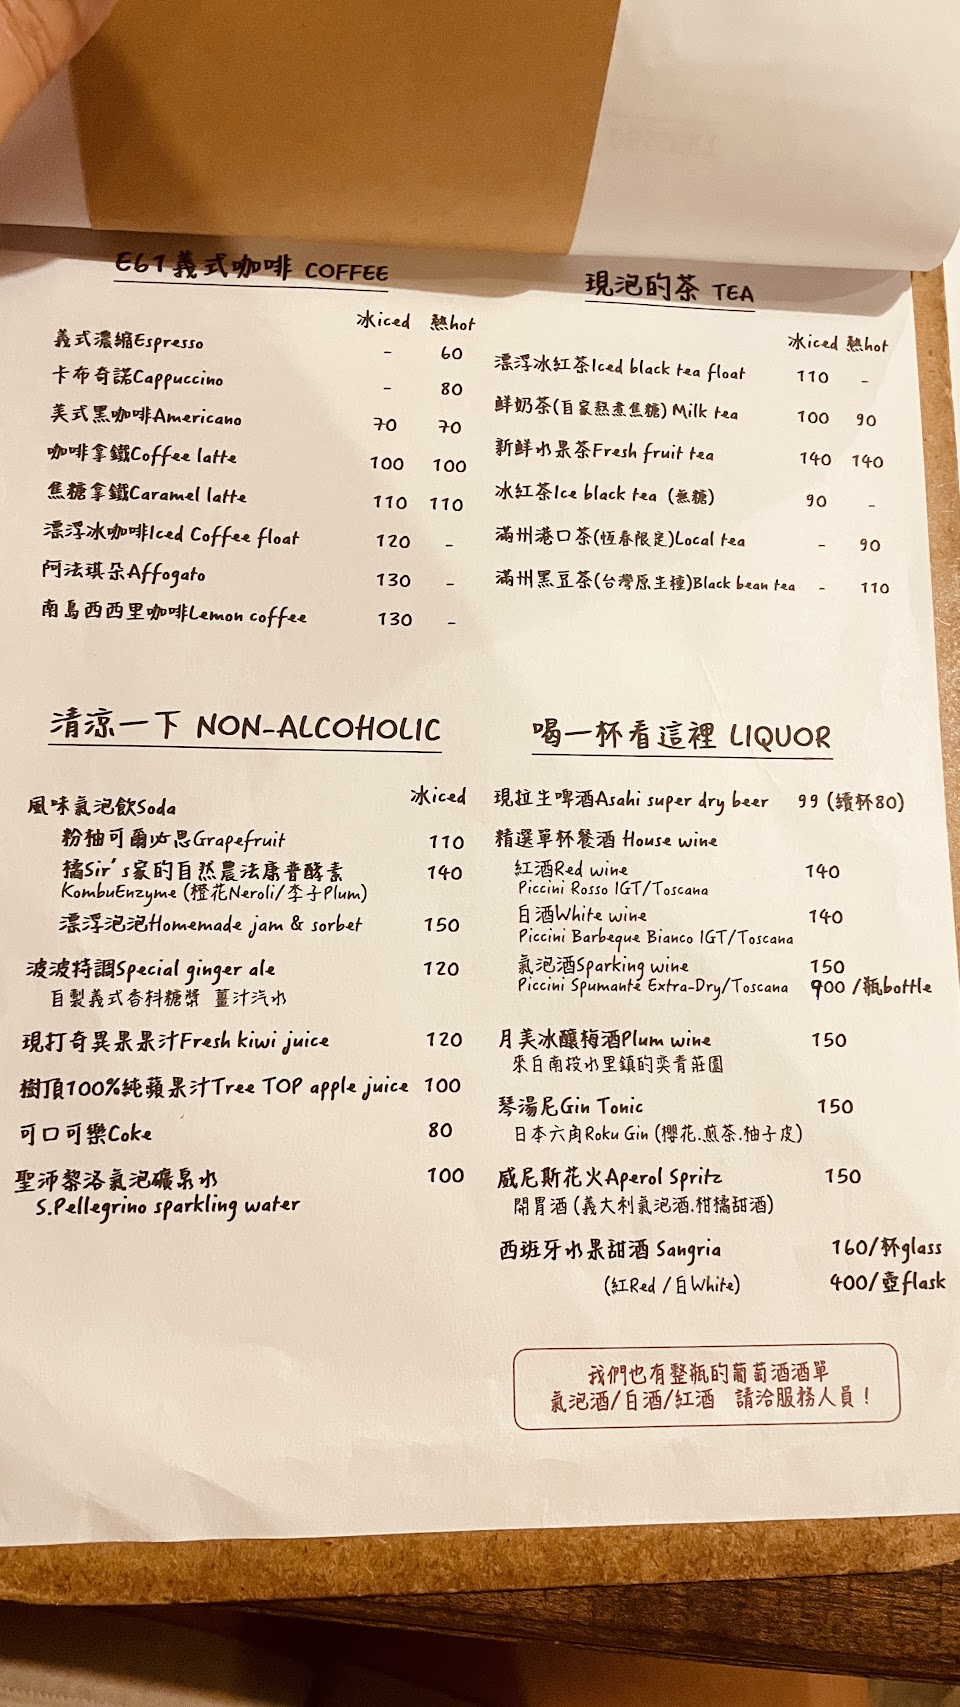 E61義式咖啡 COFFEE
冰iced 熱hot
義式濃縮Espresso - 60
卡布奇諾Cappuccino - 80
美式黑咖啡Americano 70 70
咖啡拿鐵Coffee latte 100 100
焦糖拿鐵Caramel latte 110 110
漂浮冰咖啡Iced Coffee float 120 -
阿法琪朵Affogato 130 -
南島西西里咖啡Lemon coffee 130 -
現泡的茶 TEA
冰iced 熱hot
漂浮冰紅茶Iced black tea float 110 -
鮮奶茶(自家熬煮焦糖) Milk tea 100 90
新鮮水果茶Fresh fruit tea 140 140
冰紅茶Ice black tea (無糖) 90 -
滿州港口茶(恆春限定)Local tea - 90
滿州黑豆茶(台灣原生種)Black bean tea - 110
清涼一下 NON-ALCOHOLIC
冰iced
風味氣泡飲Soda
粉柚可爾必思Grapefruit 110
橘Sir's家的自然農法康普酵素 140
KombuEnzyme (橙花Neroli/李子Plum)
漂浮泡泡Homemade jam & sorbet 150
波波特調Special ginger ale 120
自製義式香料糖漿 薑汁汽水
現打奇異果果汁Fresh kiwi juice 120
樹頂100%純蘋果汁Tree TOP apple juice 100
可口可樂Coke 80
聖沛黎洛氣泡礦泉水 100
S.Pellegrino sparkling water
喝一杯看這裡 LIQUOR
現拉生啤酒Asahi super dry beer 99 (續杯80)
精選單杯餐酒 House wine
紅酒Red wine 140
Piccini Rosso IGT/Toscana
白酒White wine 140
Piccini Barbeque Bianco IGT/Toscana
氣泡酒Sparking wine 150
Piccini Spumante Extra-Dry/Toscana 900 /瓶bottle
月美冰釀梅酒Plum wine 150
來自南投水里鎮的奕青莊園
琴湯尼Gin Tonic 150
日本六角Roku Gin (櫻花.煎茶.柚子皮)
威尼斯花火Aperol Spritz 150
開胃酒 (義大利氣泡酒.柑橘甜酒)
西班牙水果甜酒 Sangria 160/杯glass
(紅Red /白White) 400/壺flask
我們也有整瓶的葡萄酒酒單
氣泡酒/白酒/紅酒 請洽服務人員！